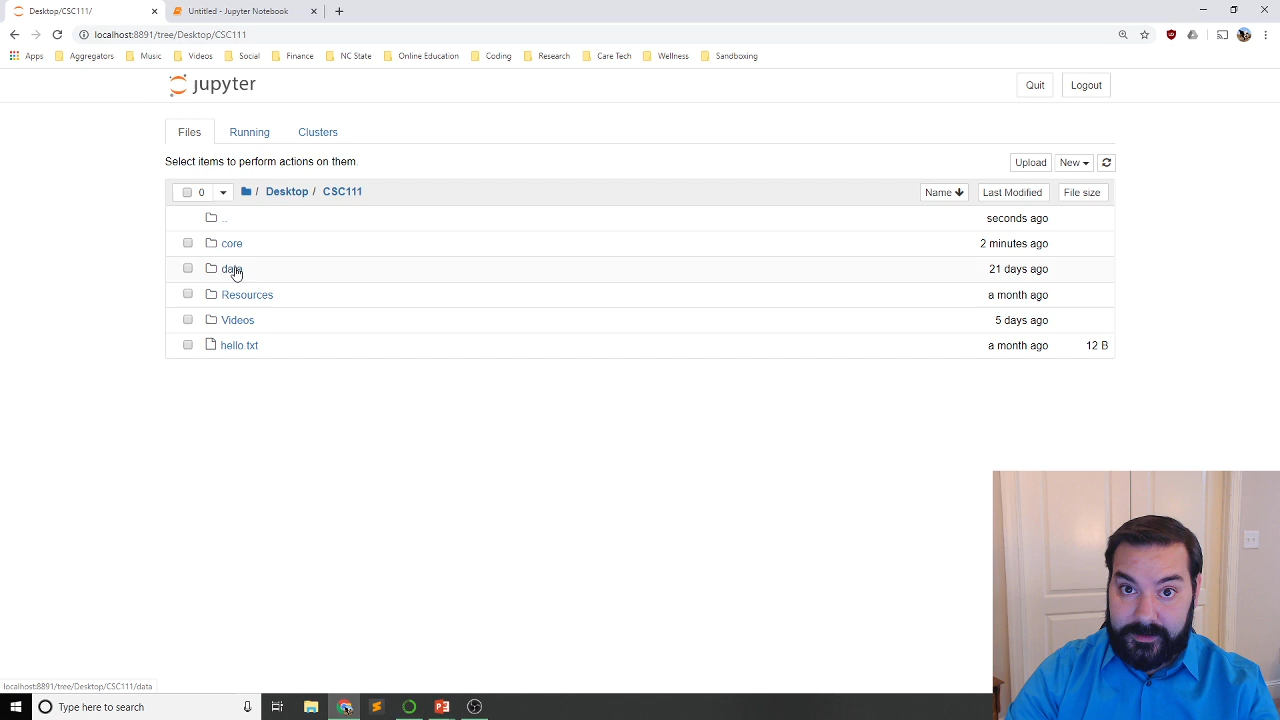 Desktop/CSC111/
Untitled - Jupyter Notebook
localhost:8891/tree/Desktop/CSC111
Apps Aggregators Music Videos Social Finance NC State Online Education Coding Research Care Tech Wellness Sandboxing
jupyter
Quit Logout
Files Running Clusters
Select items to perform actions on them.
Upload New
0 / Desktop / CSC111 Name Last Modified File size
.. seconds ago
core 2 minutes ago
data 21 days ago
Resources a month ago
Videos 5 days ago
hello txt a month ago 12 B
localhost:8891/tree/Desktop/CSC111/data
Type here to search